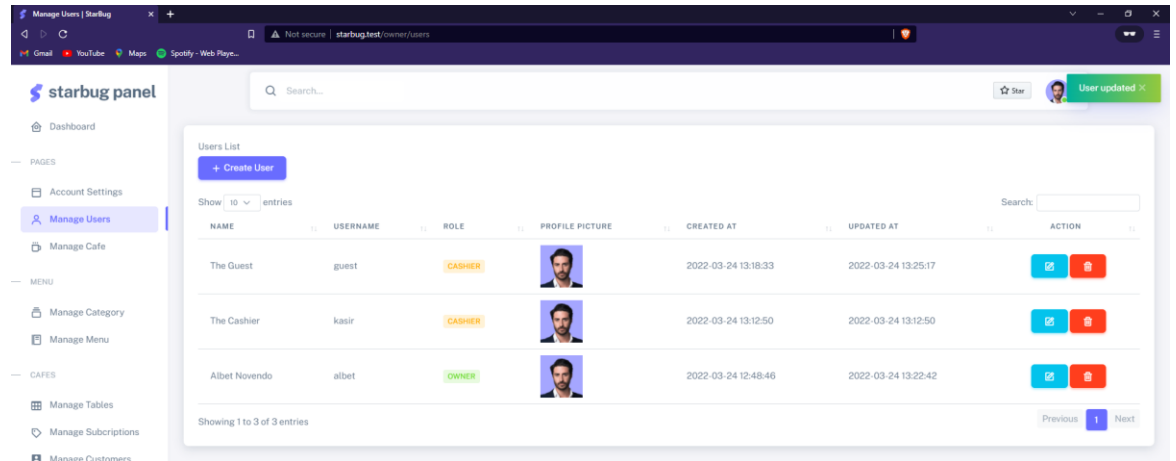 Manage Users | StarBug
Not secure | starbug.test/owner/users
Gmail YouTube Maps Spotify - Web Playe...
starbug panel
Search...
Star
User updated
Dashboard
PAGES
Account Settings
Manage Users
Manage Cafe
MENU
Manage Category
Manage Menu
CAFES
Manage Tables
Manage Subcriptions
Manage Customers
Users List
+ Create User
Show 10 entries
Search:
NAME USERNAME ROLE PROFILE PICTURE CREATED AT UPDATED AT ACTION
The Guest guest CASHIER 2022-03-24 13:18:33 2022-03-24 13:25:17
The Cashier kasir CASHIER 2022-03-24 13:12:50 2022-03-24 13:12:50
Albet Novendo albet OWNER 2022-03-24 12:48:46 2022-03-24 13:22:42
Showing 1 to 3 of 3 entries
Previous 1 Next